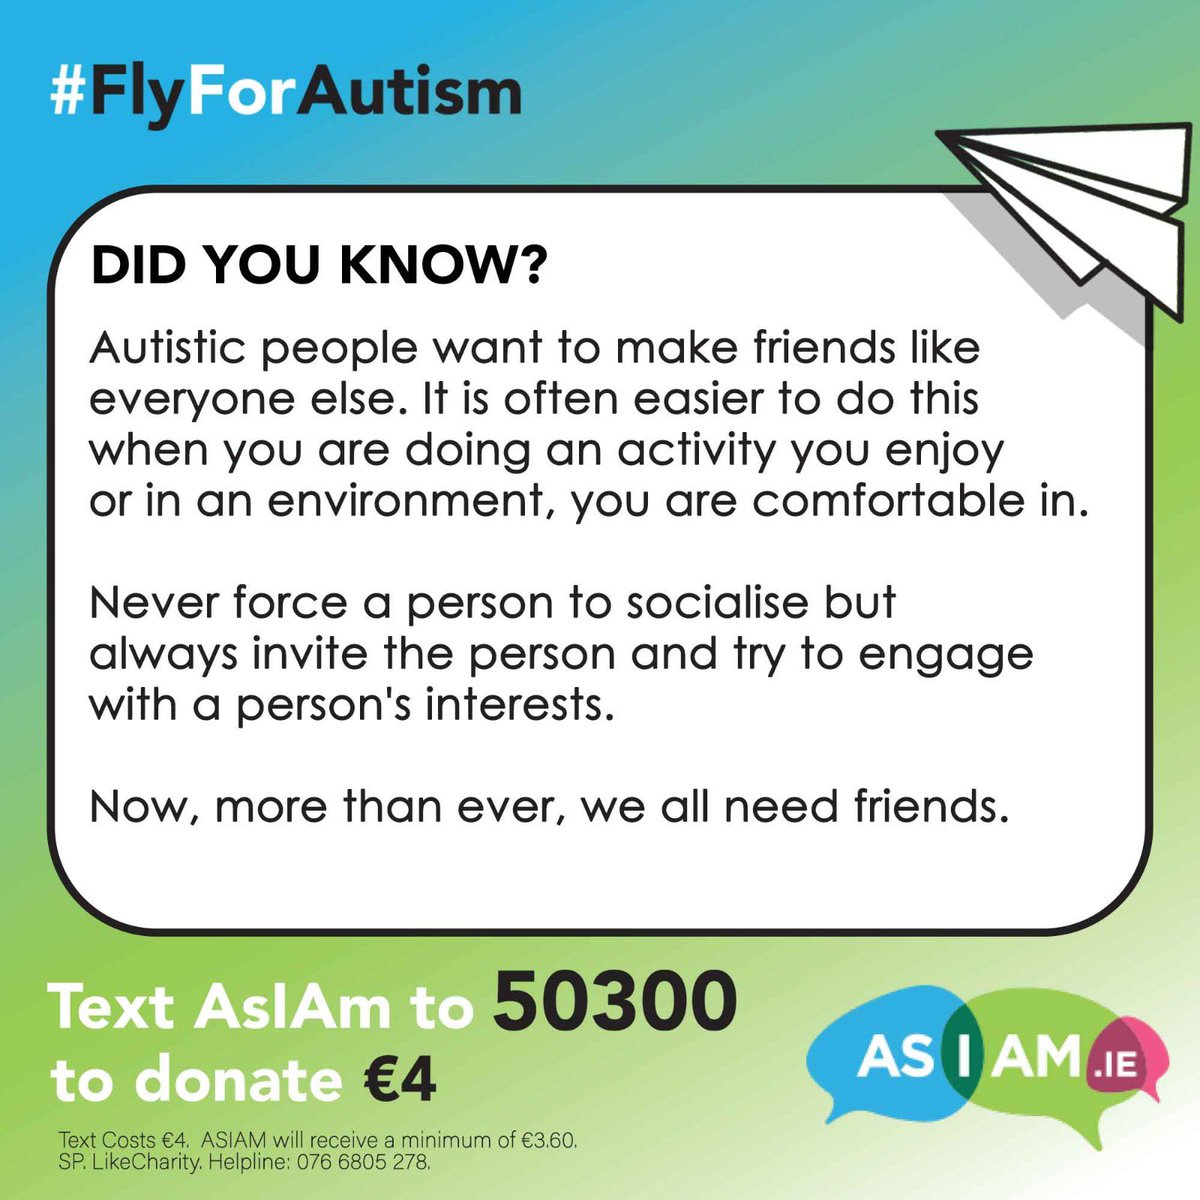 #FlyForAutism
DID YOU KNOW?
Autistic people want to make friends like
everyone else. It is often easier to do this
when you are doing an activity you enjoy
or in an environment, you are comfortable in.
Never force a person to socialise but
always invite the person and try to engage
with a person's interests.
Now, more than ever, we all need friends.
Text AsIAm to 50300
to donate €4
Text Costs €4. ASIAM will receive a minimum of €3.60.
SP. LikeCharity. Helpline: 076 6805 278.
AS I AM .IE